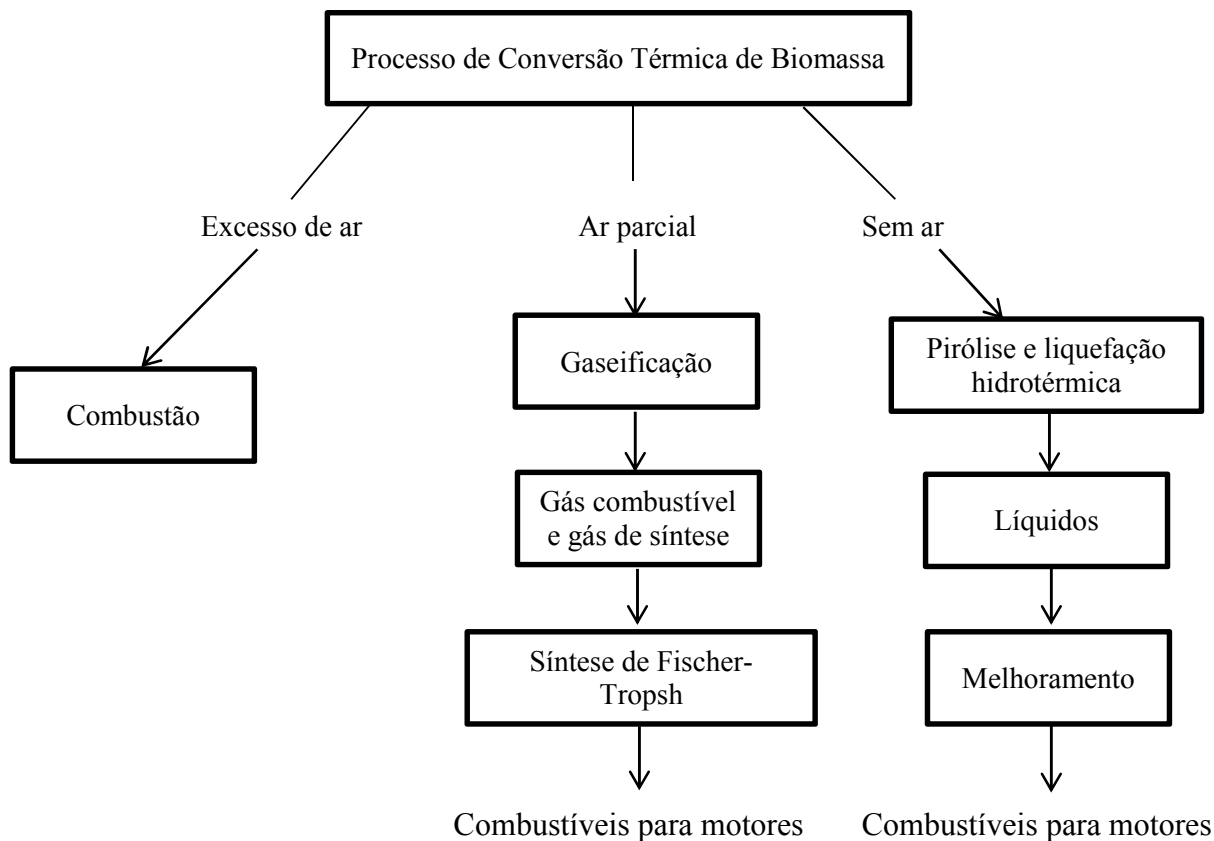 Processo de Conversão Térmica de Biomassa
Excesso de ar
Ar parcial
Sem ar
Combustão
Gaseificação
Pirólise e liquefação
hidrotérmica
Gás combustível
e gás de síntese
Líquidos
Síntese de Fischer-
Tropsh
Melhoramento
Combustíveis para motores
Combustíveis para motores